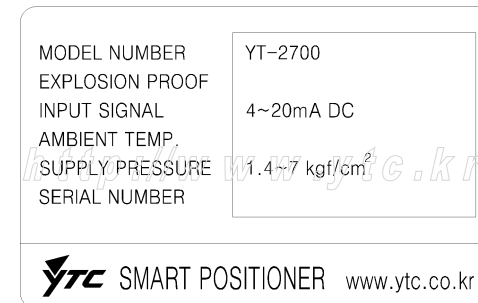 MODEL NUMBER YT-2700
EXPLOSION PROOF
INPUT SIGNAL 4~20mA DC
AMBIENT TEMP.
SUPPLY PRESSURE 1.4~7 kgf/cm²
http://www.ytc.kr
SERIAL NUMBER
YTC SMART POSITIONER www.ytc.co.kr